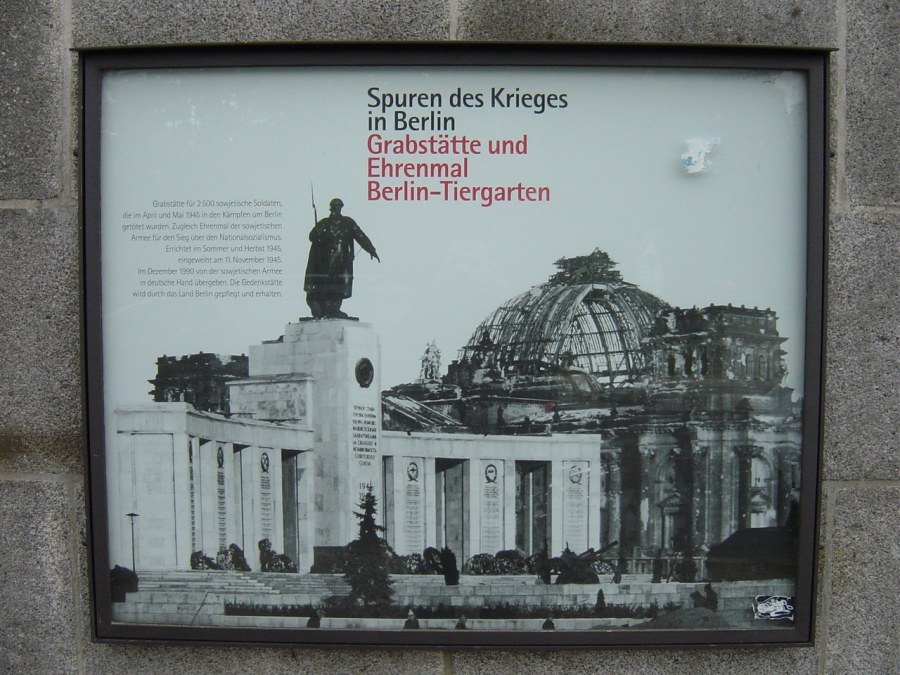 Spuren des Krieges
in Berlin
Grabstätte und
Ehrenmal
Berlin-Tiergarten
Grabstätte für 2500 sowjetische Soldaten,
die im April und Mai 1945 in den Kämpfen um Berlin
getötet wurden. Zugleich Ehrenmal der sowjetischen
Armee für den Sieg über den Nationalsozialismus.
Errichtet im Sommer und Herbst 1945,
eingeweiht am 11. November 1945.
Im Dezember 1990 von der sowjetischen Armee
in deutsche Hand übergeben. Die Gedenkstätte
wird durch das Land Berlin gepflegt und erhalten.